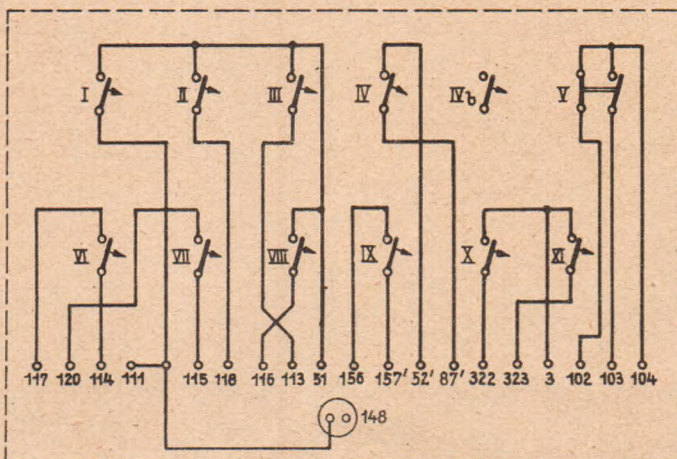 I II III IV IVb V
VI VII VIII IX X XI
117 120 114 111 115 118 116 113 51 156 157' 52' 87' 322 323 3 102 103 104
148